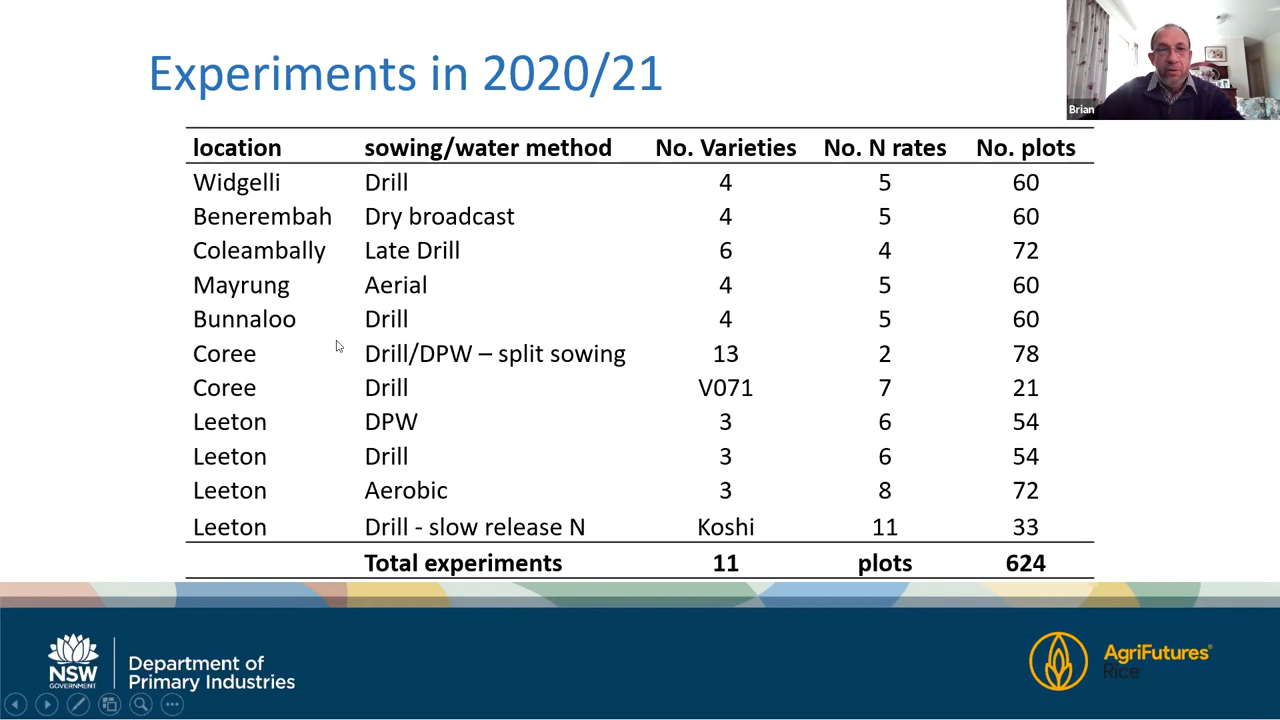 Experiments in 2020/21
Brian
location sowing/water method No. Varieties No. N rates No. plots
Widgelli Drill 4 5 60
Benerembah Dry broadcast 4 5 60
Coleambally Late Drill 6 4 72
Mayrung Aerial 4 5 60
Bunnaloo Drill 4 5 60
Coree Drill/DPW – split sowing 13 2 78
Coree Drill V071 7 21
Leeton DPW 3 6 54
Leeton Drill 3 6 54
Leeton Aerobic 3 8 72
Leeton Drill - slow release N Koshi 11 33
Total experiments 11 plots 624
NSW
GOVERNMENT
Department of
Primary Industries
AgriFutures®
Rice